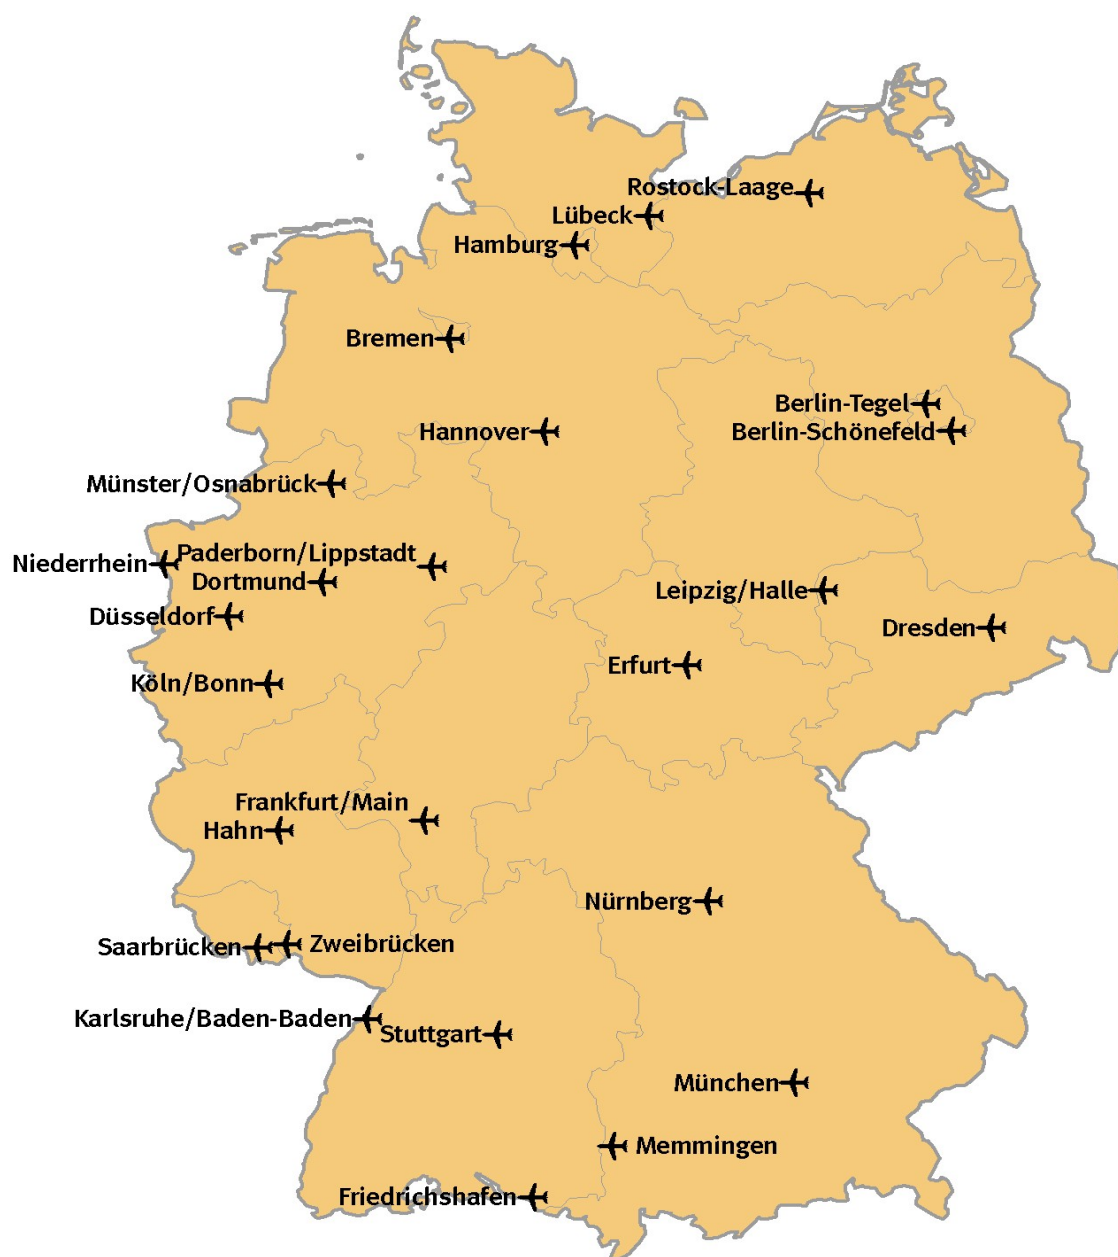 Rostock-Laage
Lübeck
Hamburg
Bremen
Berlin-Tegel
Hannover
Berlin-Schönefeld
Münster/Osnabrück
Paderborn/Lippstadt
Niederrhein
Dortmund
Leipzig/Halle
Düsseldorf
Dresden
Erfurt
Köln/Bonn
Frankfurt/Main
Hahn
Nürnberg
Saarbrücken
Zweibrücken
Karlsruhe/Baden-Baden
Stuttgart
München
Memmingen
Friedrichshafen